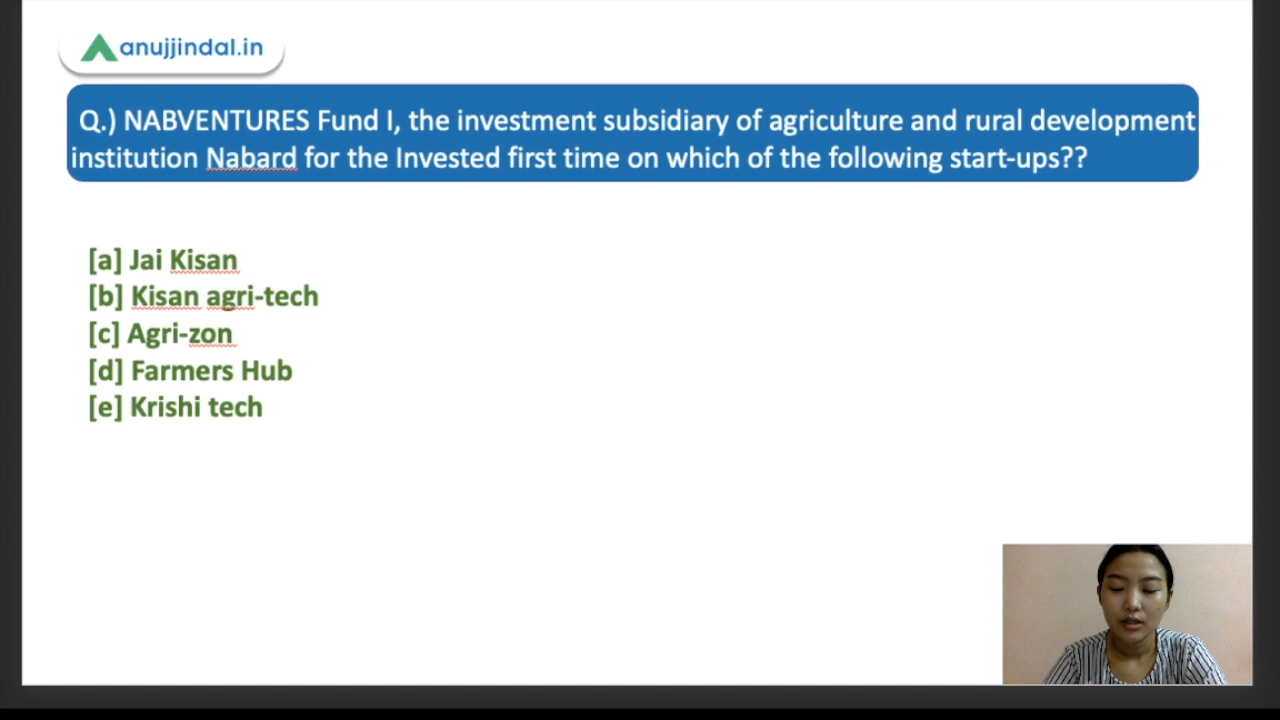 anujjindal.in
Q.) NABVENTURES Fund I, the investment subsidiary of agriculture and rural development
institution Nabard for the Invested first time on which of the following start-ups??
[a] Jai Kisan
[b] Kisan agri-tech
[c] Agri-zon
[d] Farmers Hub
[e] Krishi tech